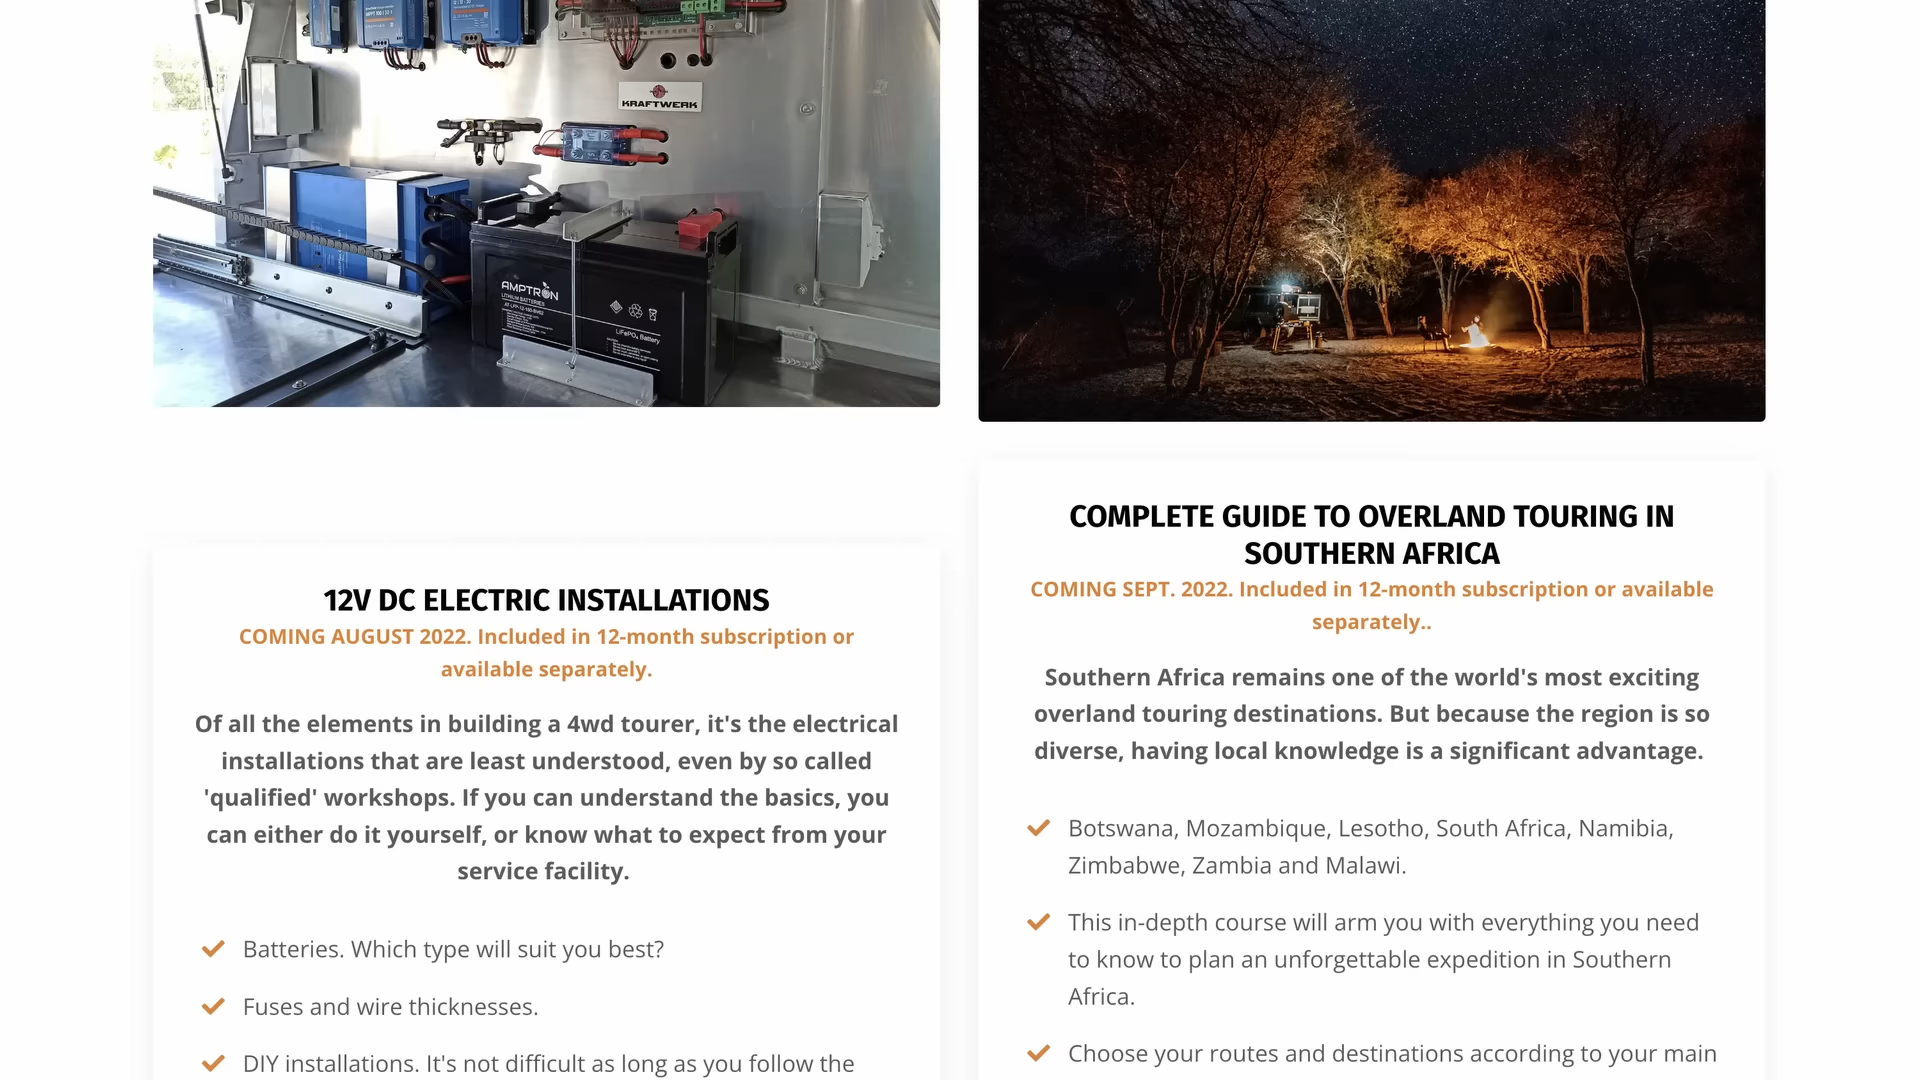 KRAFTWERK
AMPTRON
LITHIUM BATTERIES
LiFePO₄ Battery
12V DC ELECTRIC INSTALLATIONS
COMING AUGUST 2022. Included in 12-month subscription or
available separately.
Of all the elements in building a 4wd tourer, it's the electrical
installations that are least understood, even by so called
'qualified' workshops. If you can understand the basics, you
can either do it yourself, or know what to expect from your
service facility.
Batteries. Which type will suit you best?
Fuses and wire thicknesses.
DIY installations. It's not difficult as long as you follow the
COMPLETE GUIDE TO OVERLAND TOURING IN
SOUTHERN AFRICA
COMING SEPT. 2022. Included in 12-month subscription or available
separately..
Southern Africa remains one of the world's most exciting
overland touring destinations. But because the region is so
diverse, having local knowledge is a significant advantage.
Botswana, Mozambique, Lesotho, South Africa, Namibia,
Zimbabwe, Zambia and Malawi.
This in-depth course will arm you with everything you need
to know to plan an unforgettable expedition in Southern
Africa.
Choose your routes and destinations according to your main